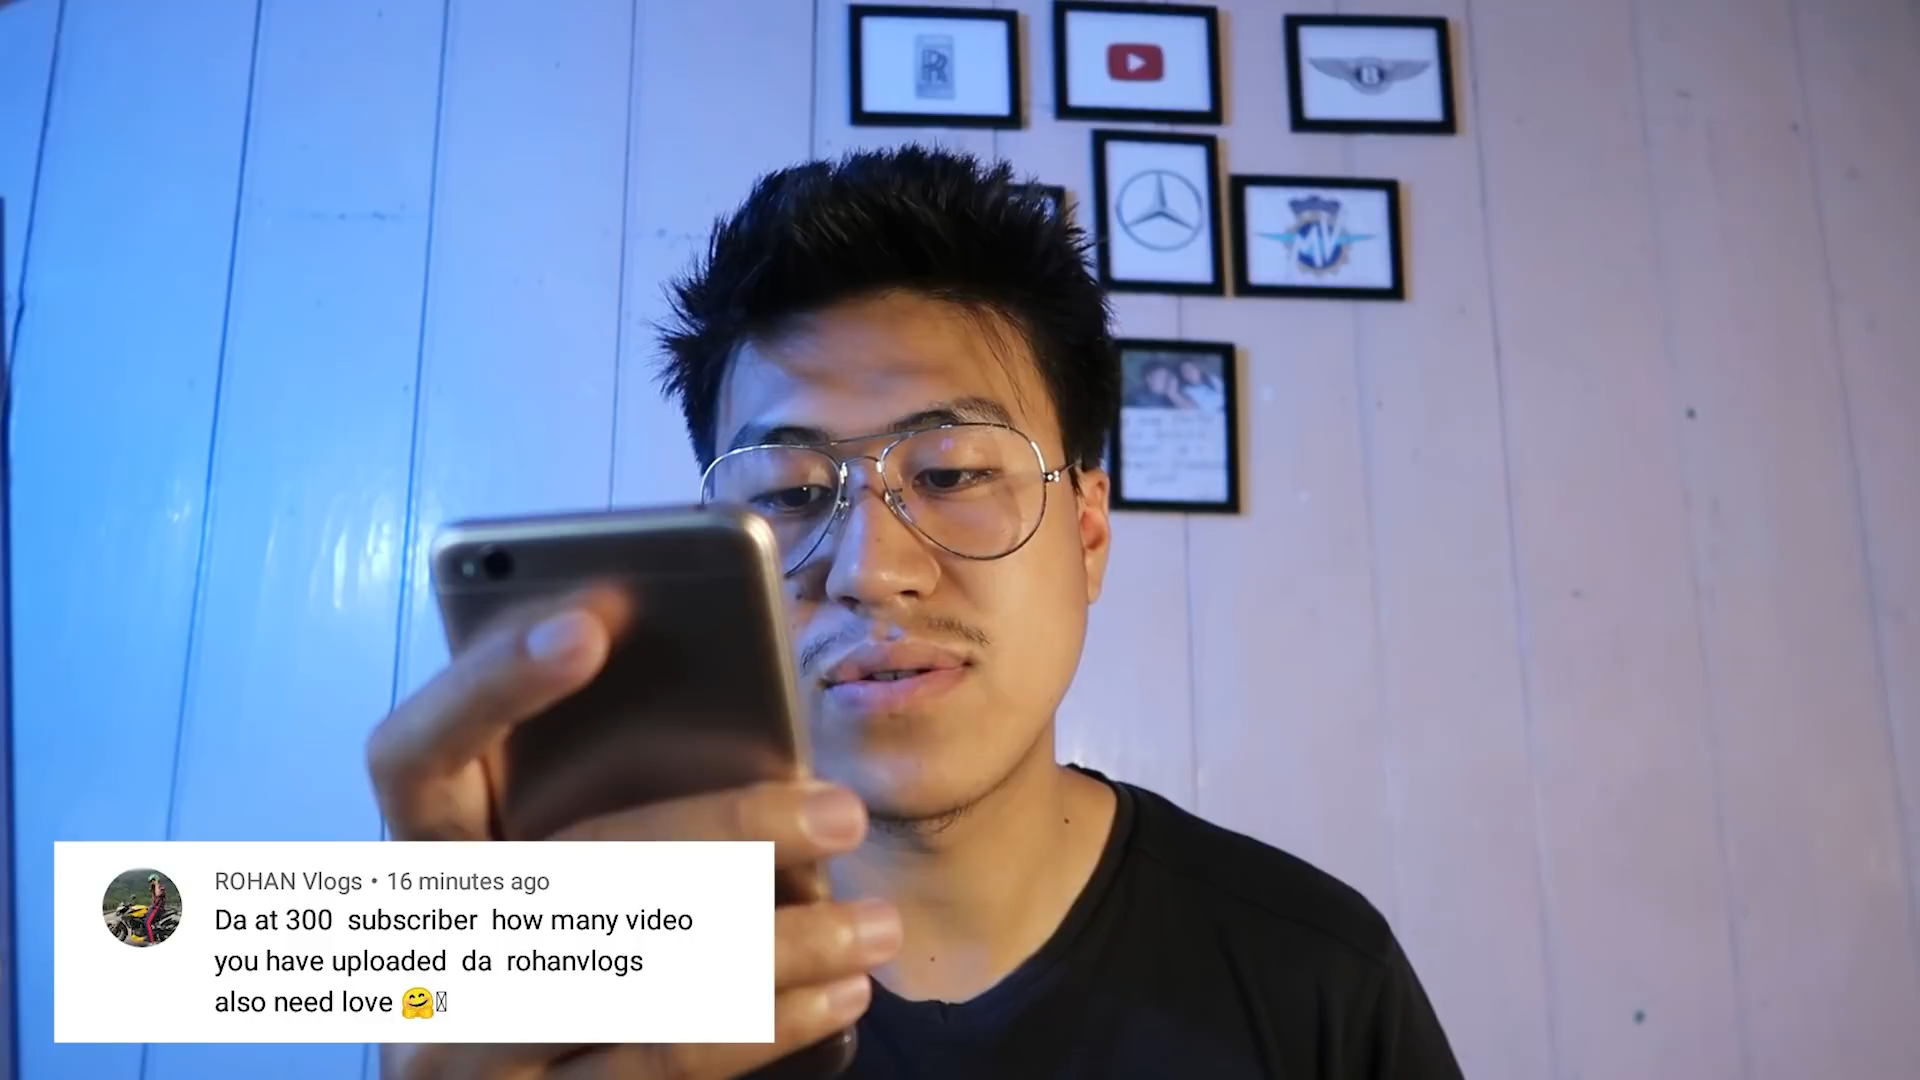 ROHAN Vlogs • 16 minutes ago
Da at 300 subscriber how many video
you have uploaded da rohanvlogs
also need love 🤗
B
MV